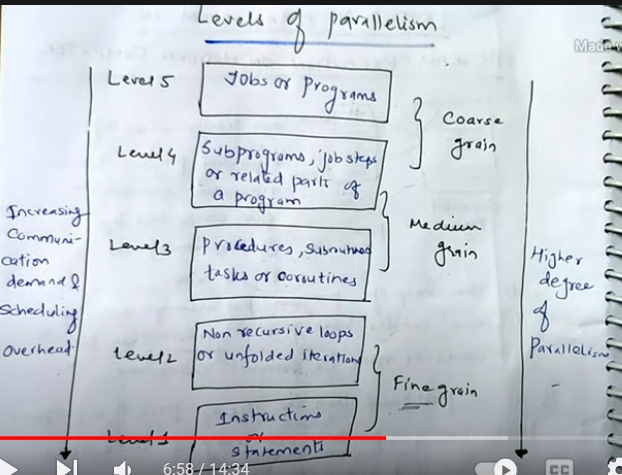 Levels of parallelism
Made
Level 5
Jobs or Programs
Coarse
grain
Level 4
Subprograms, job steps
or related parts of
a program
Increasing
Communi-
cation
demand &
Scheduling
overhead
Medium
grain
Level 3
Procedures, Subroutines
tasks or coroutines
Higher
degree
of
Parallelism
Level 2
Non recursive loops
or unfolded iterations
Fine grain
Level 1
Instructions
or
statements
6:58 / 14:34
CC